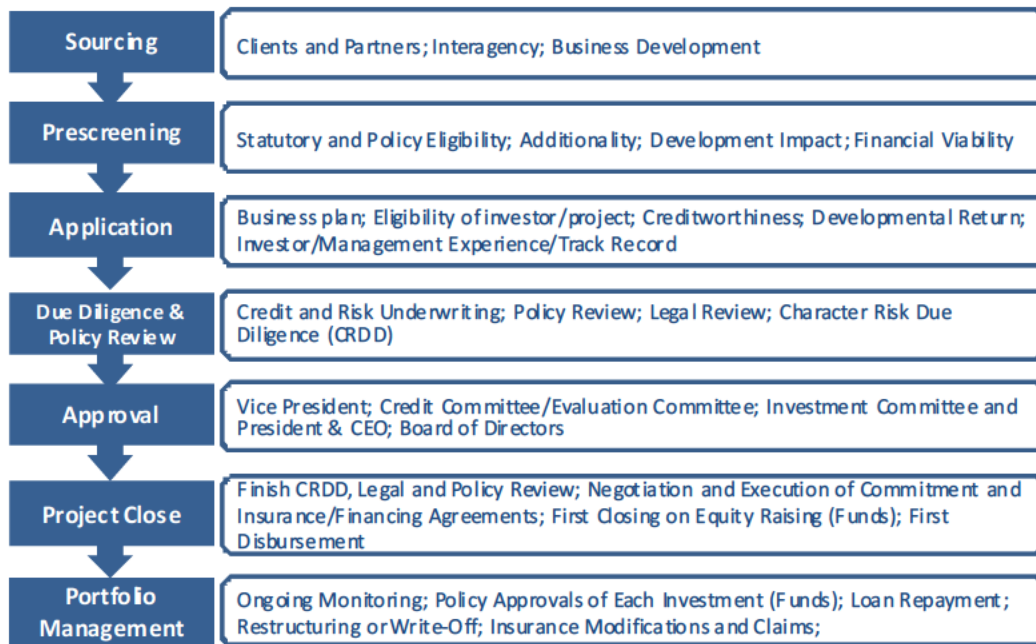 Sourcing
Clients and Partners; Interagency; Business Development
Prescreening
Statutory and Policy Eligibility; Additionality; Development Impact; Financial Viability
Application
Business plan; Eligibility of investor/project; Creditworthiness; Developmental Return;
Investor/Management Experience/Track Record
Due Diligence &
Policy Review
Credit and Risk Underwriting; Policy Review; Legal Review; Character Risk Due
Diligence (CRDD)
Approval
Vice President; Credit Committee/Evaluation Committee; Investment Committee and
President & CEO; Board of Directors
Project Close
Finish CRDD, Legal and Policy Review; Negotiation and Execution of Commitment and
Insurance/Financing Agreements; First Closing on Equity Raising (Funds); First
Disbursement
Portfolio
Management
Ongoing Monitoring; Policy Approvals of Each Investment (Funds); Loan Repayment;
Restructuring or Write-Off; Insurance Modifications and Claims;